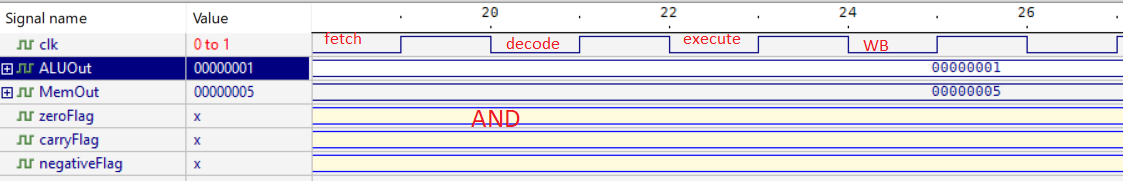 Signal name Value 20 22 24 26
clk 0 to 1 fetch decode execute WB
ALUOut 00000001 00000001
MemOut 00000005 00000005
zeroFlag x AND
carryFlag x
negativeFlag x